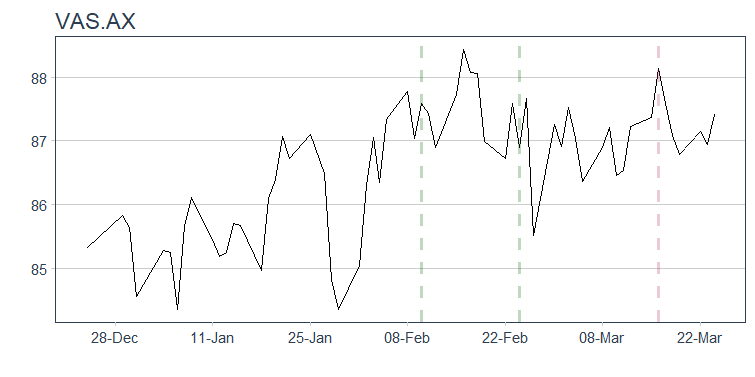 VAS.AX
88
87
86
85
28-Dec
11-Jan
25-Jan
08-Feb
22-Feb
08-Mar
22-Mar